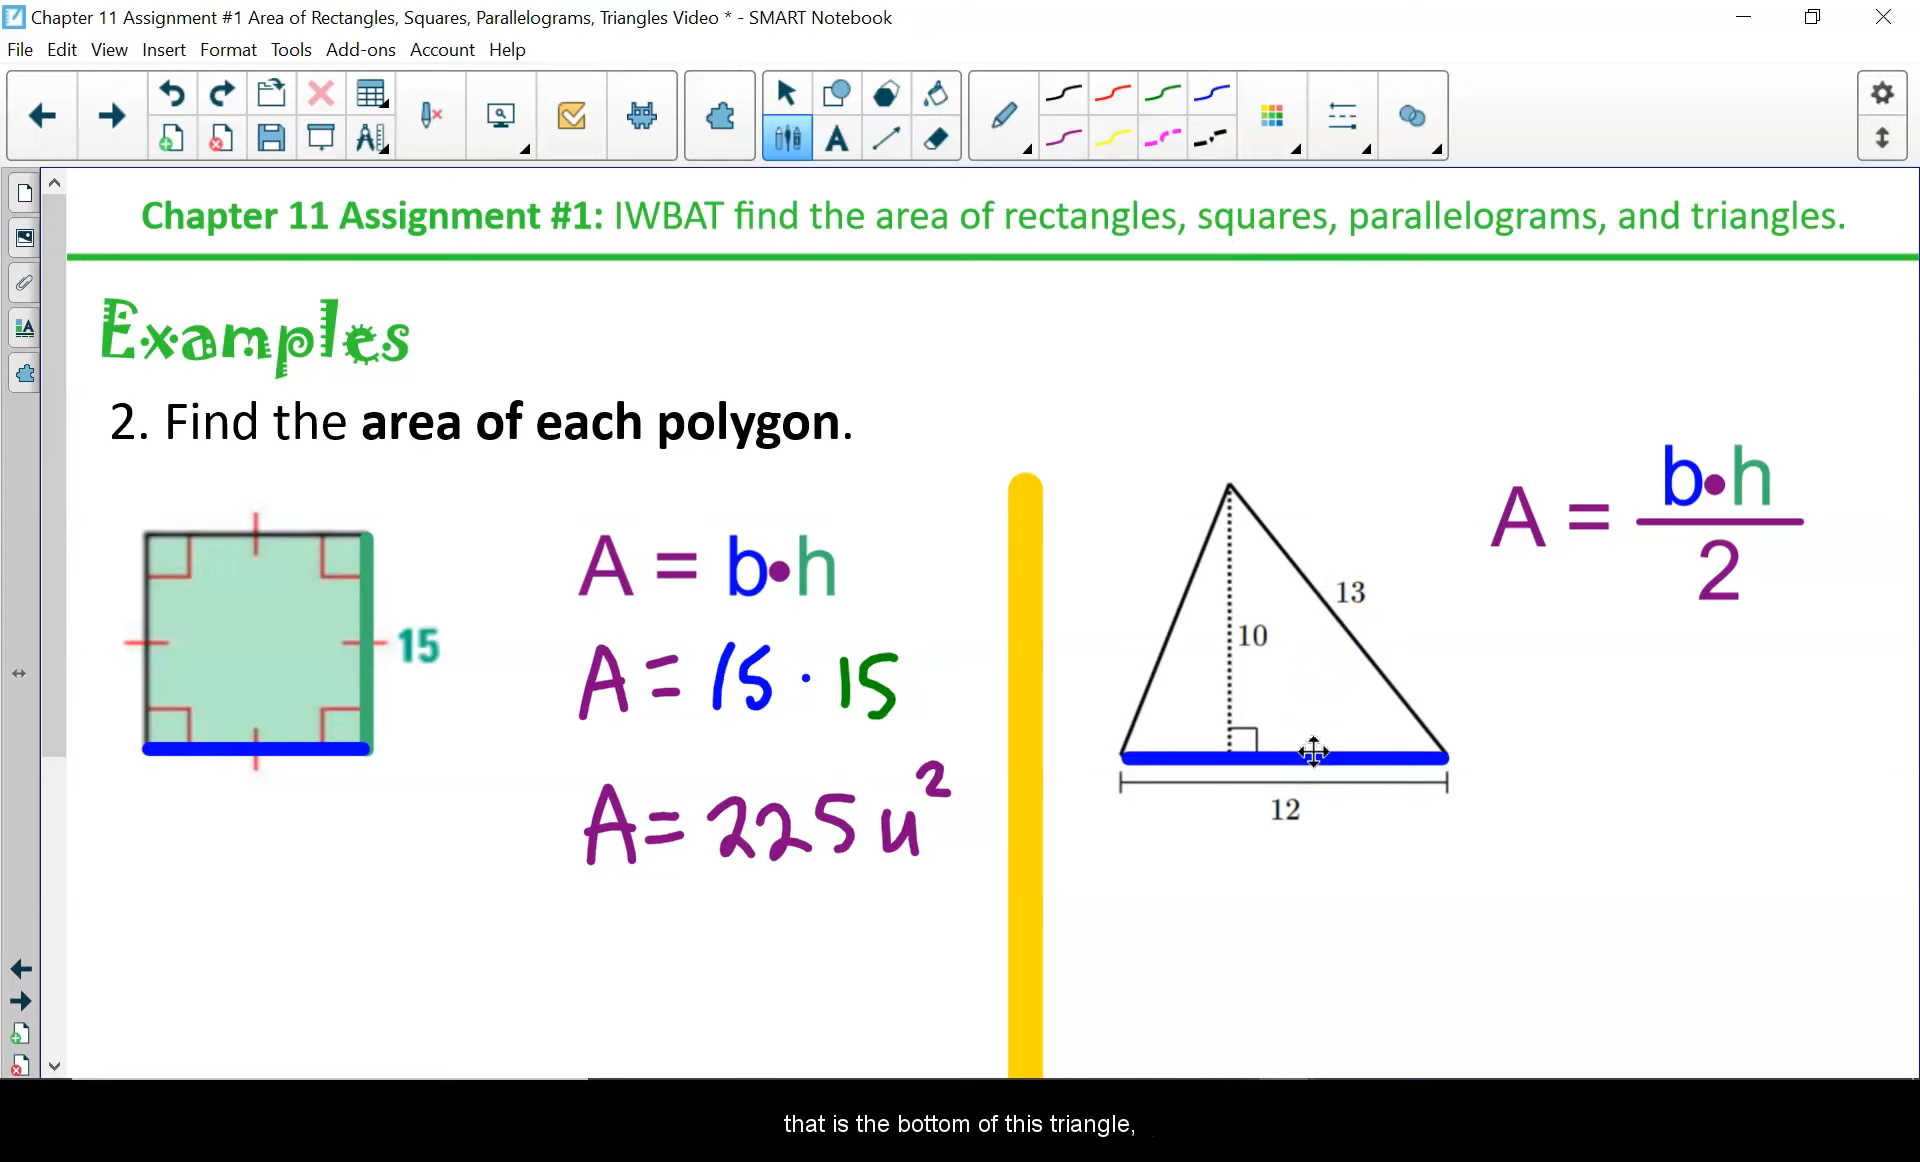 Chapter 11 Assignment #1 Area of Rectangles, Squares, Parallelograms, Triangles Video * - SMART Notebook
File Edit View Insert Format Tools Add-ons Account Help
Chapter 11 Assignment #1: IWBAT find the area of rectangles, squares, parallelograms, and triangles.
Examples
2. Find the area of each polygon.
15
A = b•h
A = 15 · 15
A = 225 u²
13
10
12
A = b•h
2
that is the bottom of this triangle,